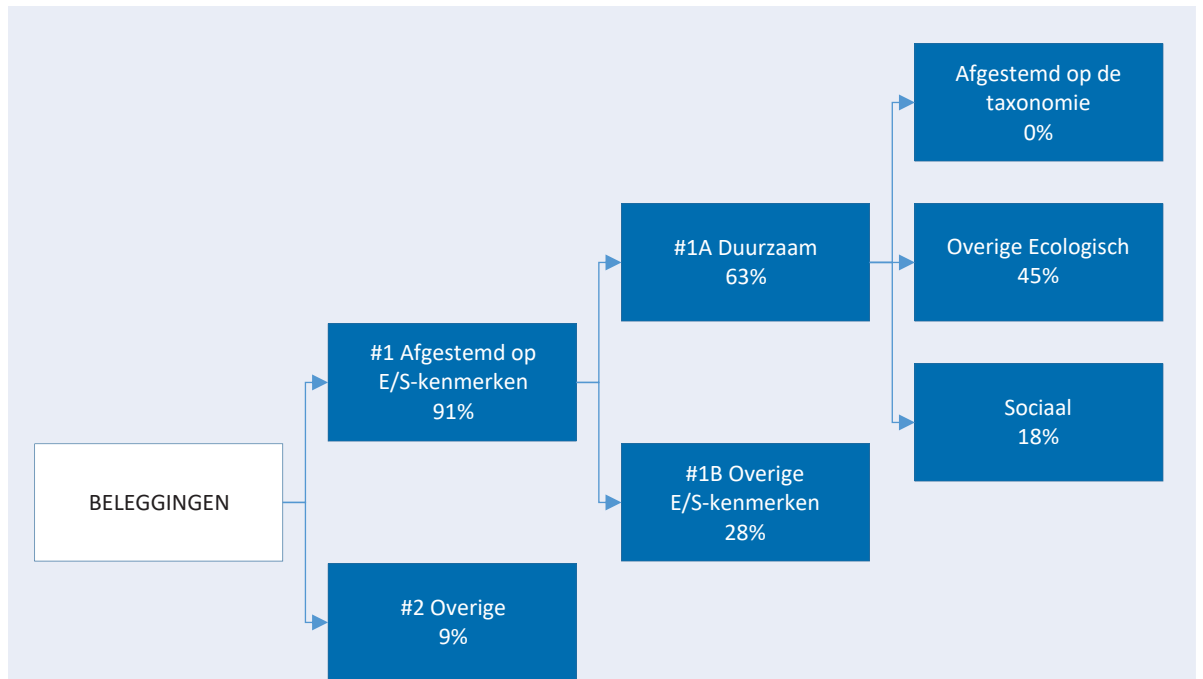 Afgestemd op de
taxonomie
0%
#1A Duurzaam
63%
Overige Ecologisch
45%
#1 Afgestemd op
E/S-kenmerken
91%
Sociaal
18%
BELEGGINGEN
#1B Overige
E/S-kenmerken
28%
#2 Overige
9%